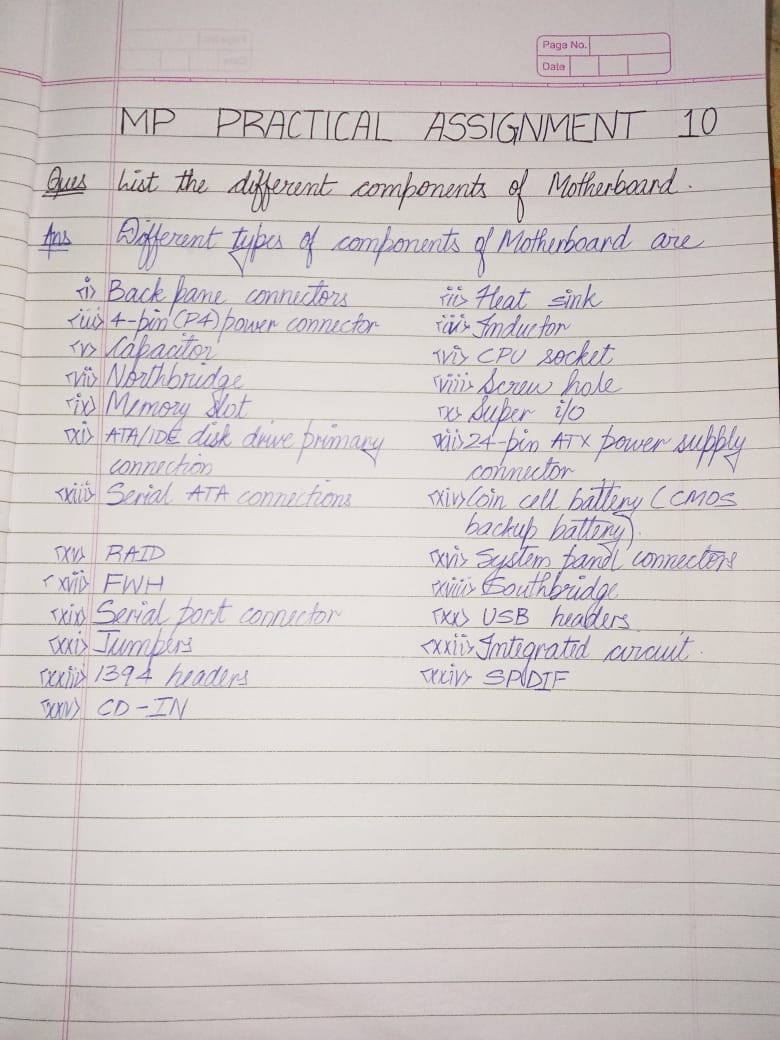 Page No.
Date
MP PRACTICAL ASSIGNMENT 10
Ques List the different components of Motherboard.
Ans Different types of components of Motherboard are
i> Back pane connectors ii> Heat sink
iii> 4-pin (P4) power connector iv> Inductor
v> Capacitor vi> CPU socket
vii> Northbridge viii> Screw hole
ix> Memory slot x> Super i/o
xi> ATA/IDE disk drive primary xii> 24-pin ATX power supply
connection connector
xiii> Serial ATA connections xiv> Coin cell battery (CMOS
backup battery).
xv> RAID xvi> System panel connectors
xvii> FWH xviii> Southbridge
xix> Serial port connector xx> USB headers
xxi> Jumpers xxii> Integrated circuit.
xxiii> 1394 headers xxiv> SPDIF
xxv> CD-IN